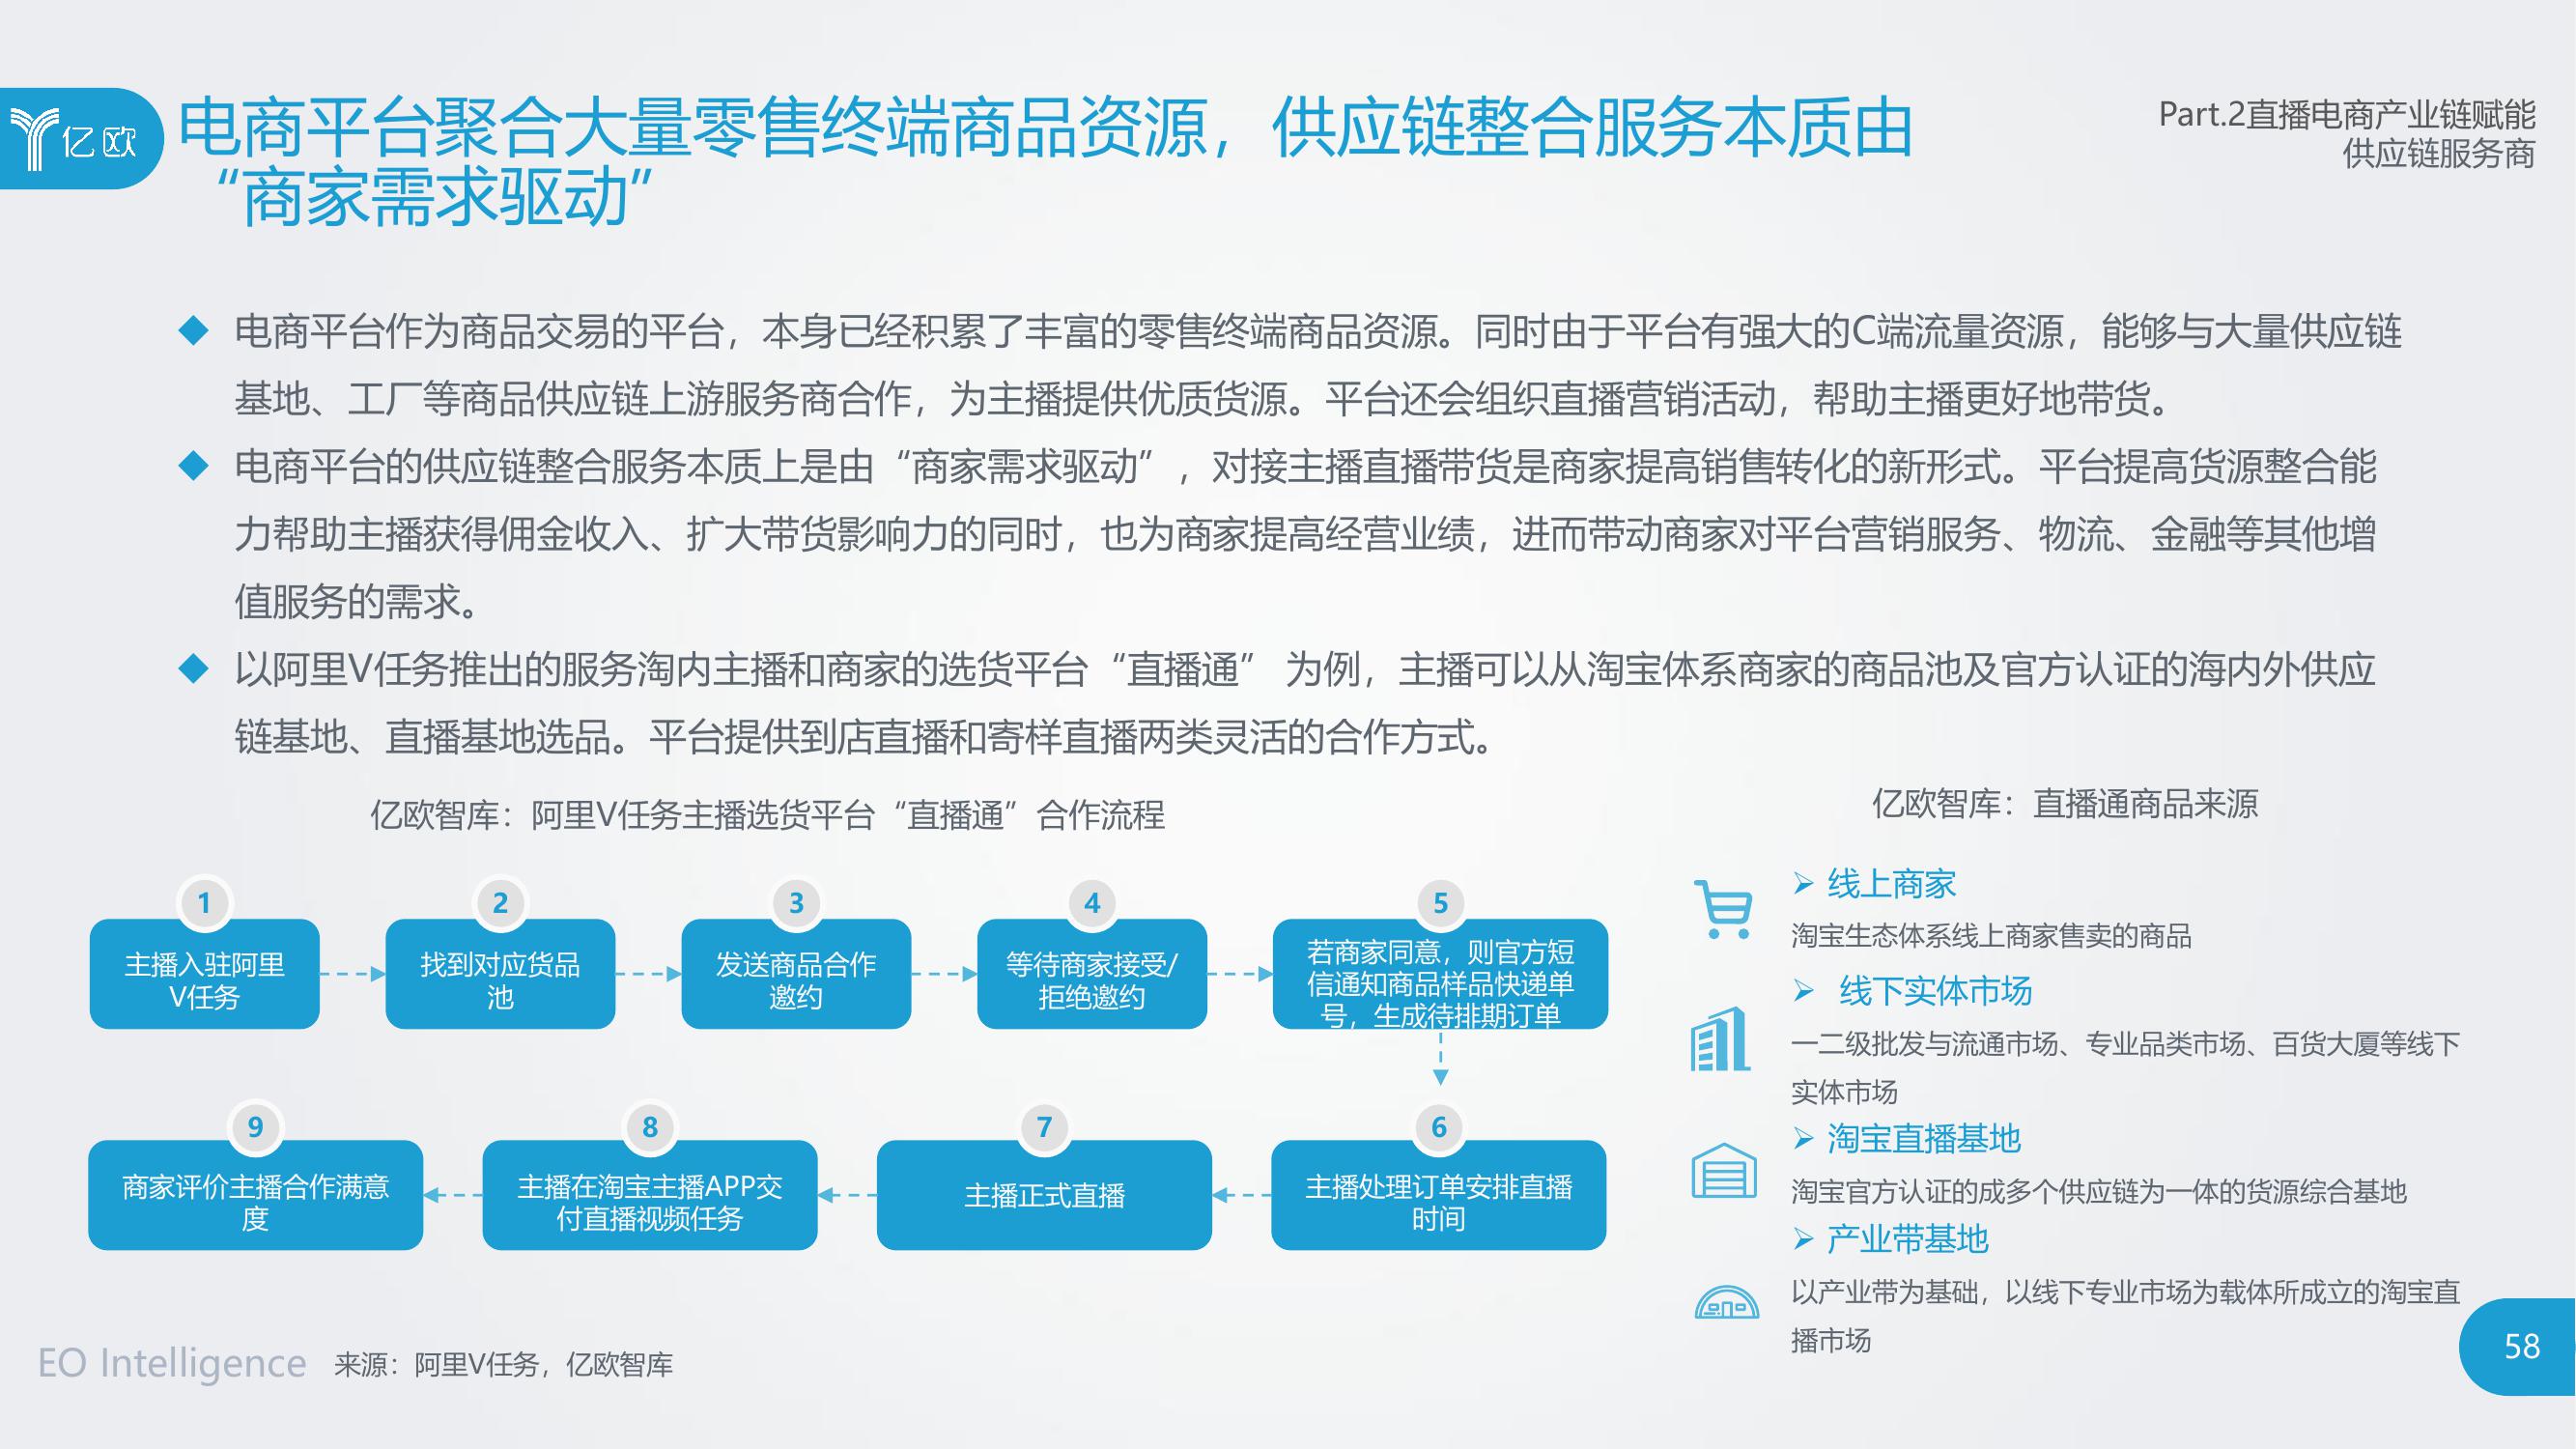 亿欧
电商平台聚合大量零售终端商品资源，供应链整合服务本质由
“商家需求驱动”
Part.2直播电商产业链赋能
供应链服务商
电商平台作为商品交易的平台，本身已经积累了丰富的零售终端商品资源。同时由于平台有强大的C端流量资源，能够与大量供应链
基地、工厂等商品供应链上游服务商合作，为主播提供优质货源。平台还会组织直播营销活动，帮助主播更好地带货。
电商平台的供应链整合服务本质上是由“商家需求驱动”，对接主播直播带货是商家提高销售转化的新形式。平台提高货源整合能
力帮助主播获得佣金收入、扩大带货影响力的同时，也为商家提高经营业绩，进而带动商家对平台营销服务、物流、金融等其他增
值服务的需求。
以阿里V任务推出的服务淘内主播和商家的选货平台“直播通” 为例，主播可以从淘宝体系商家的商品池及官方认证的海内外供应
链基地、直播基地选品。平台提供到店直播和寄样直播两类灵活的合作方式。
亿欧智库：阿里V任务主播选货平台“直播通”合作流程
1
主播入驻阿里
V任务
2
找到对应货品
池
3
发送商品合作
邀约
4
等待商家接受/
拒绝邀约
5
若商家同意，则官方短
信通知商品样品快递单
号，生成待排期订单
6
主播处理订单安排直播
时间
7
主播正式直播
8
主播在淘宝主播APP交
付直播视频任务
9
商家评价主播合作满意
度
亿欧智库：直播通商品来源
➢ 线上商家
淘宝生态体系线上商家售卖的商品
➢ 线下实体市场
一二级批发与流通市场、专业品类市场、百货大厦等线下
实体市场
➢ 淘宝直播基地
淘宝官方认证的成多个供应链为一体的货源综合基地
➢ 产业带基地
以产业带为基础，以线下专业市场为载体所成立的淘宝直
播市场
EO Intelligence
来源：阿里V任务，亿欧智库
58